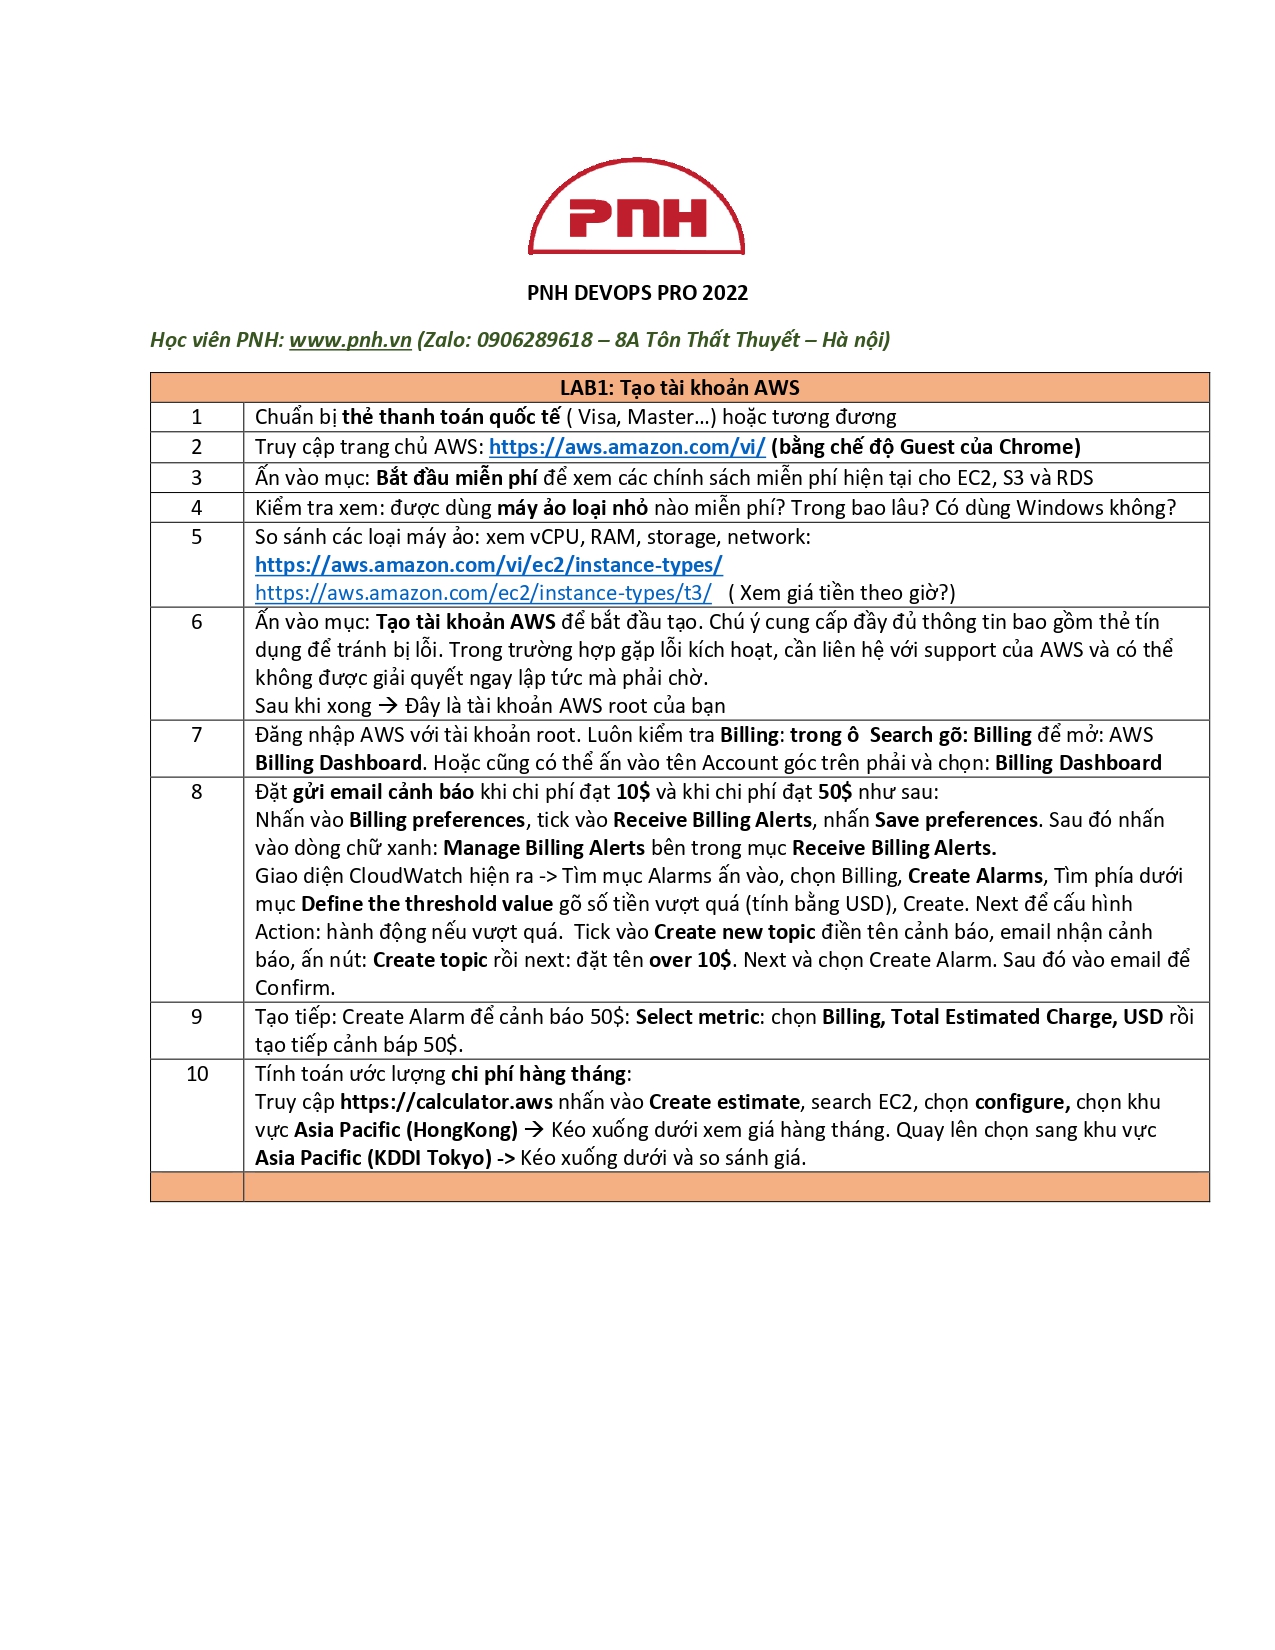 PNH
PNH DEVOPS PRO 2022
Học viên PNH: www.pnh.vn (Zalo: 0906289618 – 8A Tôn Thất Thuyết – Hà nội)
LAB1: Tạo tài khoản AWS
1 Chuẩn bị thẻ thanh toán quốc tế ( Visa, Master...) hoặc tương đương
2 Truy cập trang chủ AWS: https://aws.amazon.com/vi/ (bằng chế độ Guest của Chrome)
3 Ấn vào mục: Bắt đầu miễn phí để xem các chính sách miễn phí hiện tại cho EC2, S3 và RDS
4 Kiểm tra xem: được dùng máy ảo loại nhỏ nào miễn phí? Trong bao lâu? Có dùng Windows không?
5 So sánh các loại máy ảo: xem vCPU, RAM, storage, network:
https://aws.amazon.com/vi/ec2/instance-types/
https://aws.amazon.com/ec2/instance-types/t3/ ( Xem giá tiền theo giờ?)
6 Ấn vào mục: Tạo tài khoản AWS để bắt đầu tạo. Chú ý cung cấp đầy đủ thông tin bao gồm thẻ tín
dụng để tránh bị lỗi. Trong trường hợp gặp lỗi kích hoạt, cần liên hệ với support của AWS và có thể
không được giải quyết ngay lập tức mà phải chờ.
Sau khi xong → Đây là tài khoản AWS root của bạn
7 Đăng nhập AWS với tài khoản root. Luôn kiểm tra Billing: trong ô Search gõ: Billing để mở: AWS
Billing Dashboard. Hoặc cũng có thể ấn vào tên Account góc trên phải và chọn: Billing Dashboard
8 Đặt gửi email cảnh báo khi chi phí đạt 10$ và khi chi phí đạt 50$ như sau:
Nhấn vào Billing preferences, tick vào Receive Billing Alerts, nhấn Save preferences. Sau đó nhấn
vào dòng chữ xanh: Manage Billing Alerts bên trong mục Receive Billing Alerts.
Giao diện CloudWatch hiện ra -> Tìm mục Alarms ấn vào, chọn Billing, Create Alarms, Tìm phía dưới
mục Define the threshold value gõ số tiền vượt quá (tính bằng USD), Create. Next để cấu hình
Action: hành động nếu vượt quá. Tick vào Create new topic điền tên cảnh báo, email nhận cảnh
báo, ấn nút: Create topic rồi next: đặt tên over 10$. Next và chọn Create Alarm. Sau đó vào email để
Confirm.
9 Tạo tiếp: Create Alarm để cảnh báo 50$: Select metric: chọn Billing, Total Estimated Charge, USD rồi
tạo tiếp cảnh báp 50$.
10 Tính toán ước lượng chi phí hàng tháng:
Truy cập https://calculator.aws nhấn vào Create estimate, search EC2, chọn configure, chọn khu
vực Asia Pacific (HongKong) → Kéo xuống dưới xem giá hàng tháng. Quay lên chọn sang khu vực
Asia Pacific (KDDI Tokyo) -> Kéo xuống dưới và so sánh giá.